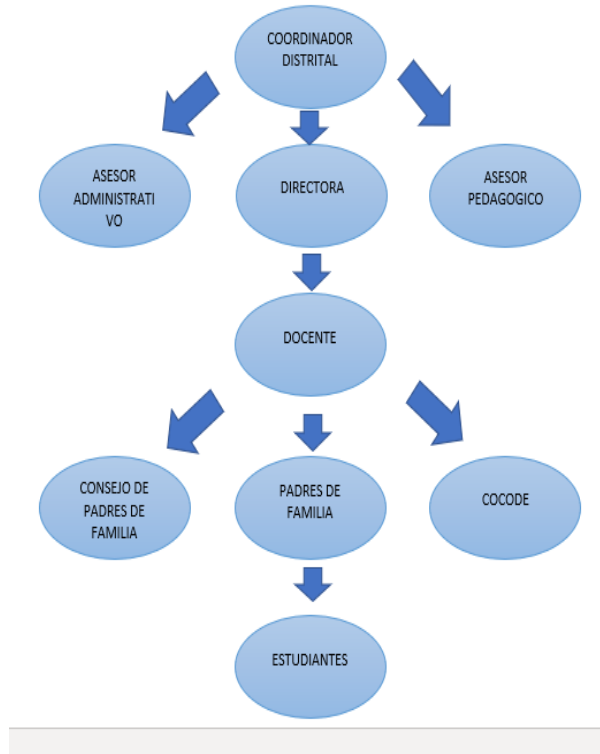 COORDINADOR
DISTRITAL
ASESOR
ADMINISTRATI
VO
DIRECTORA
ASESOR
PEDAGOGICO
DOCENTE
CONSEJO DE
PADRES DE
FAMILIA
PADRES DE
FAMILIA
COCODE
ESTUDIANTES